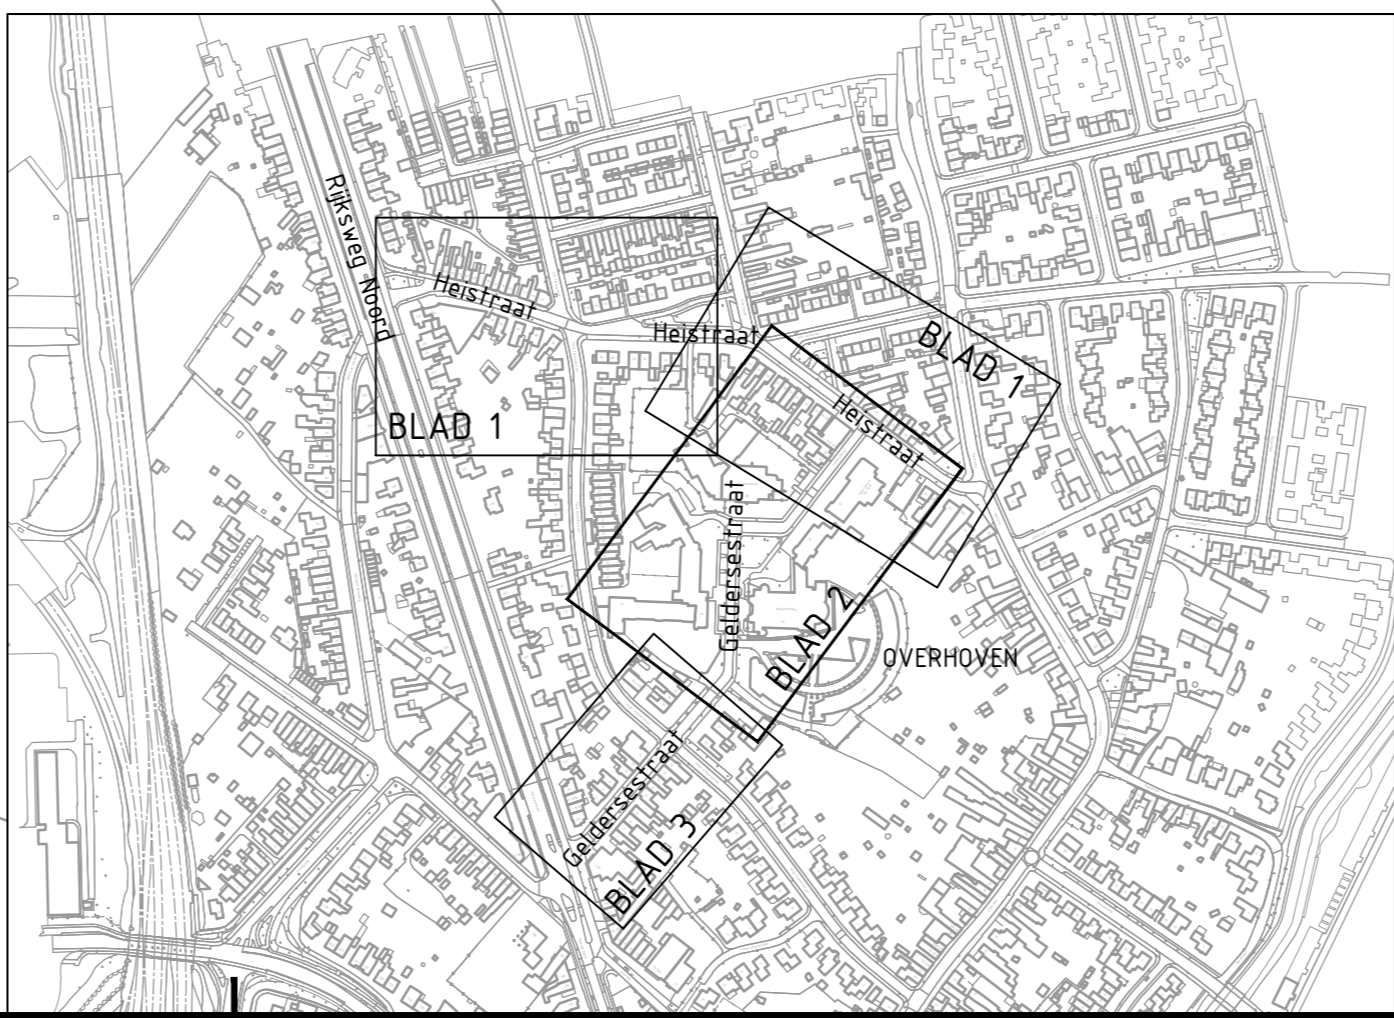 Rijksweg Noord
Heistraat
Heistraat
BLAD 1
BLAD 1
Heistraat
Geldersestraat
BLAD 2
OVERHOVEN
Geldersestraat
BLAD 3